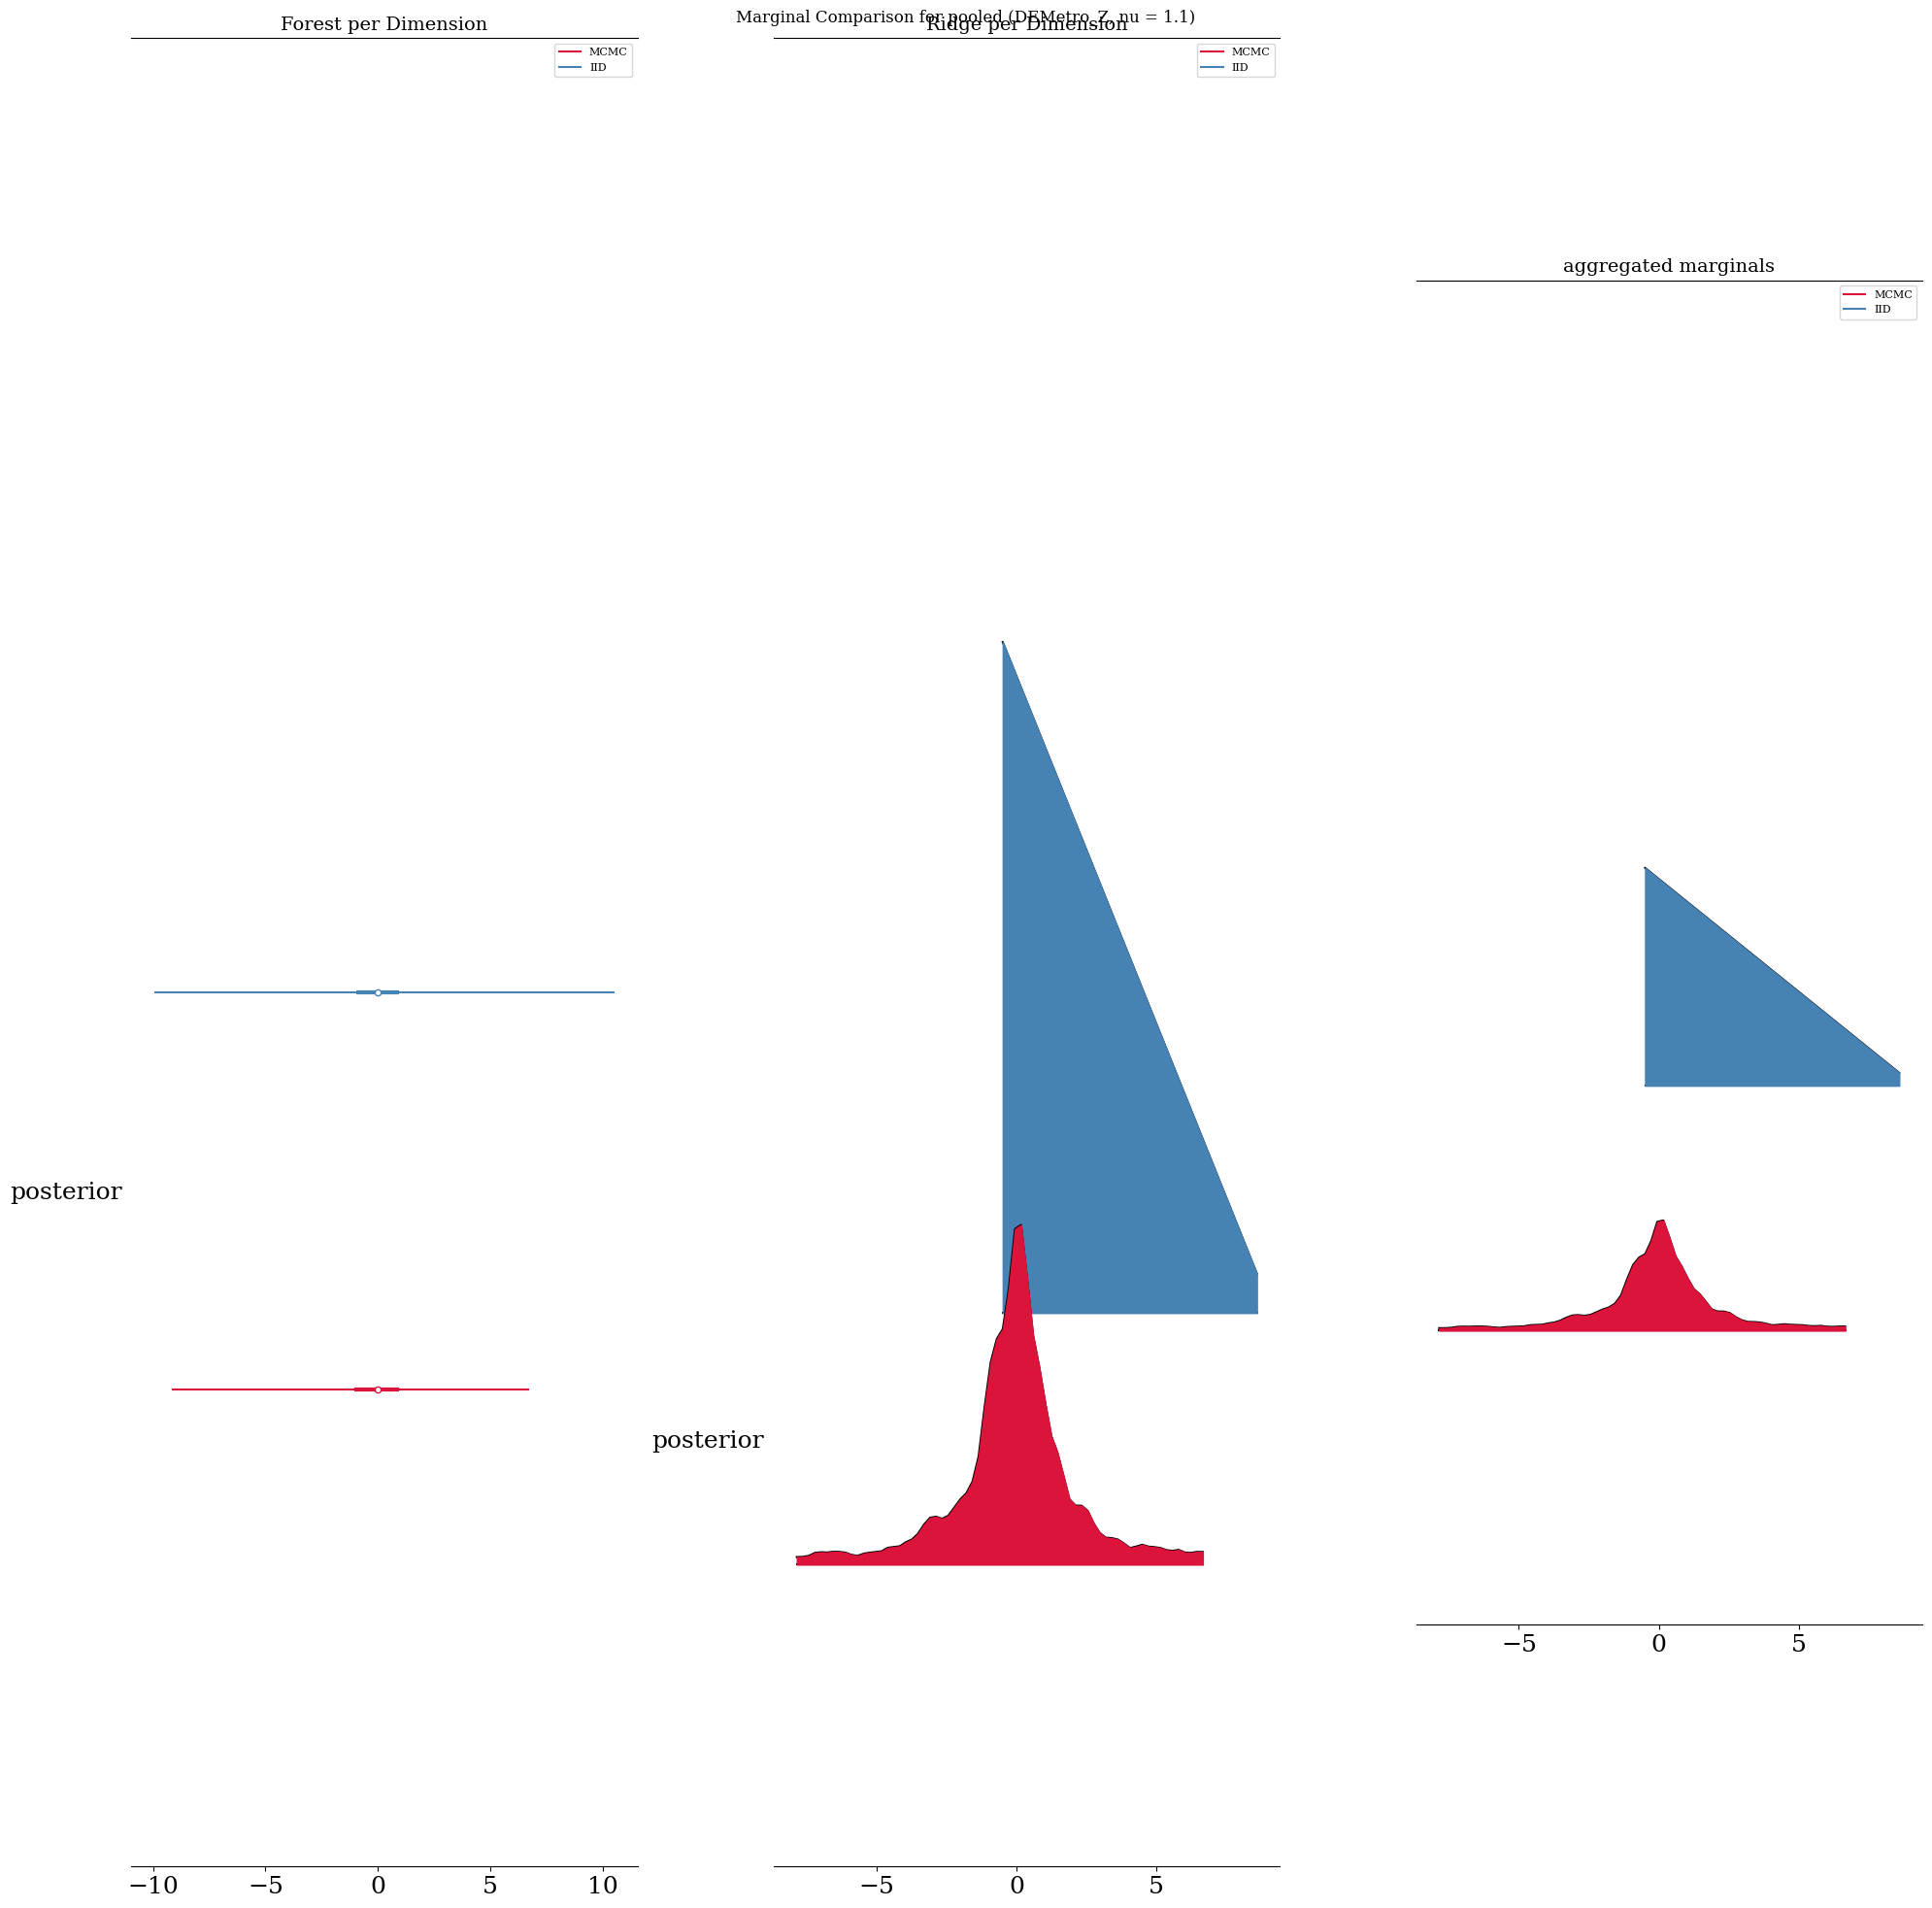 Marginal Comparison for pooled (DEMetro_Z, nu = 1.1)
Forest per Dimension
MCMC
IID
posterior
−10 −5 0 5 10
Ridge per Dimension
MCMC
IID
posterior
−5 0 5
aggregated marginals
MCMC
IID
−5 0 5